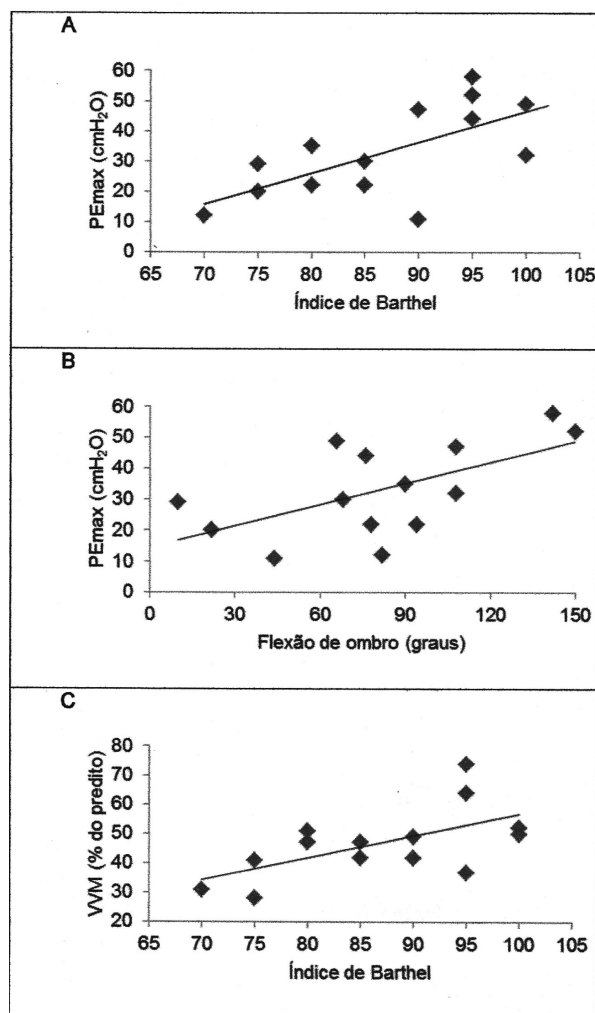 A
PEmax (cmH₂O)
60
50
40
30
20
10
0
65 70 75 80 85 90 95 100 105
Índice de Barthel
B
PEmax (cmH₂O)
60
50
40
30
20
10
0
0 30 60 90 120 150
Flexão de ombro (graus)
C
VVM (% do predito)
80
70
60
50
40
30
20
65 70 75 80 85 90 95 100 105
Índice de Barthel